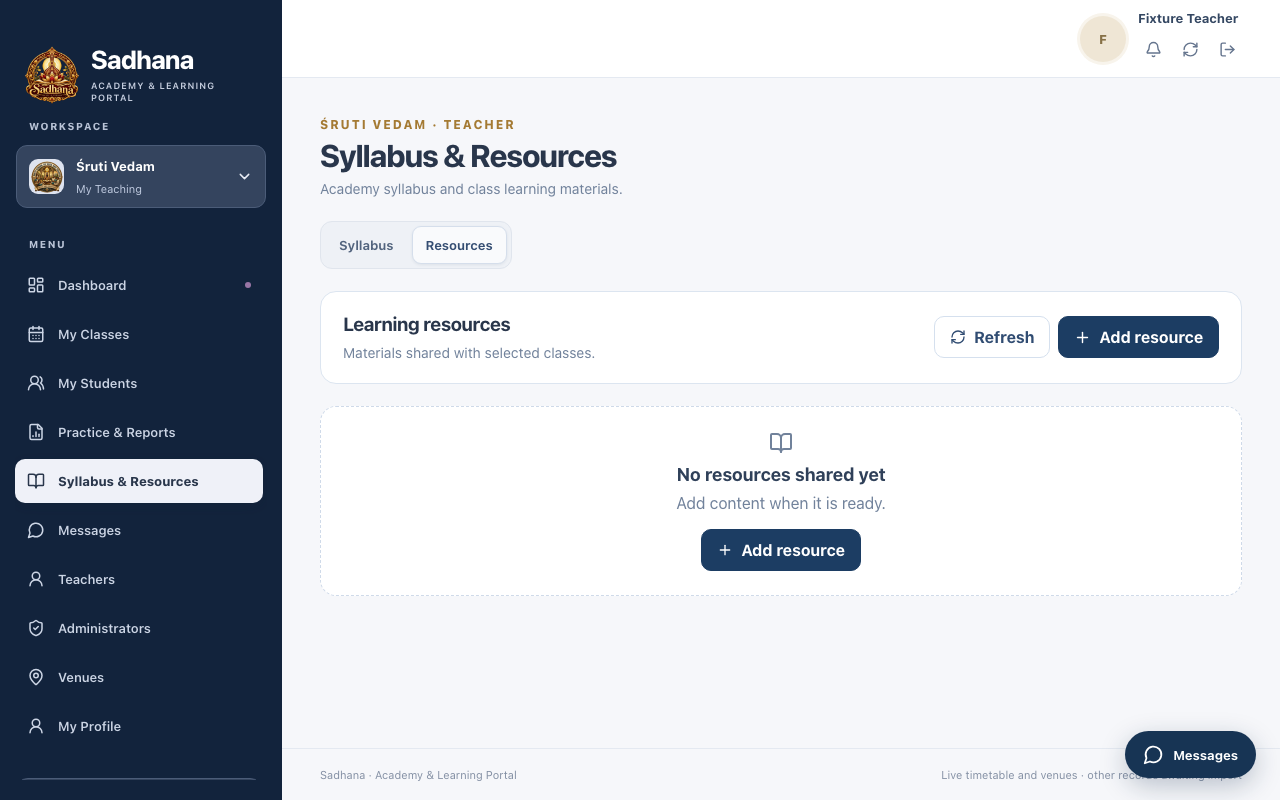 Sadhana
ACADEMY & LEARNING
PORTAL
Sadhana
WORKSPACE
Śruti Vedam
My Teaching
MENU
Dashboard
My Classes
My Students
Practice & Reports
Syllabus & Resources
Messages
Teachers
Administrators
Venues
My Profile
F
Fixture Teacher
ŚRUTI VEDAM · TEACHER
Syllabus & Resources
Academy syllabus and class learning materials.
Syllabus
Resources
Learning resources
Materials shared with selected classes.
Refresh
Add resource
No resources shared yet
Add content when it is ready.
Add resource
Sadhana · Academy & Learning Portal
Live timetable and venues · other
Messages